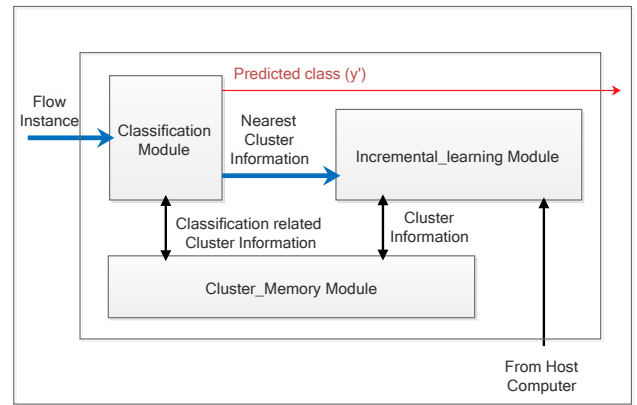 Predicted class (y')
Flow
Instance
Classification
Module
Nearest
Cluster
Information
Incremental_learning Module
Classification related
Cluster Information
Cluster
Information
Cluster_Memory Module
From Host
Computer